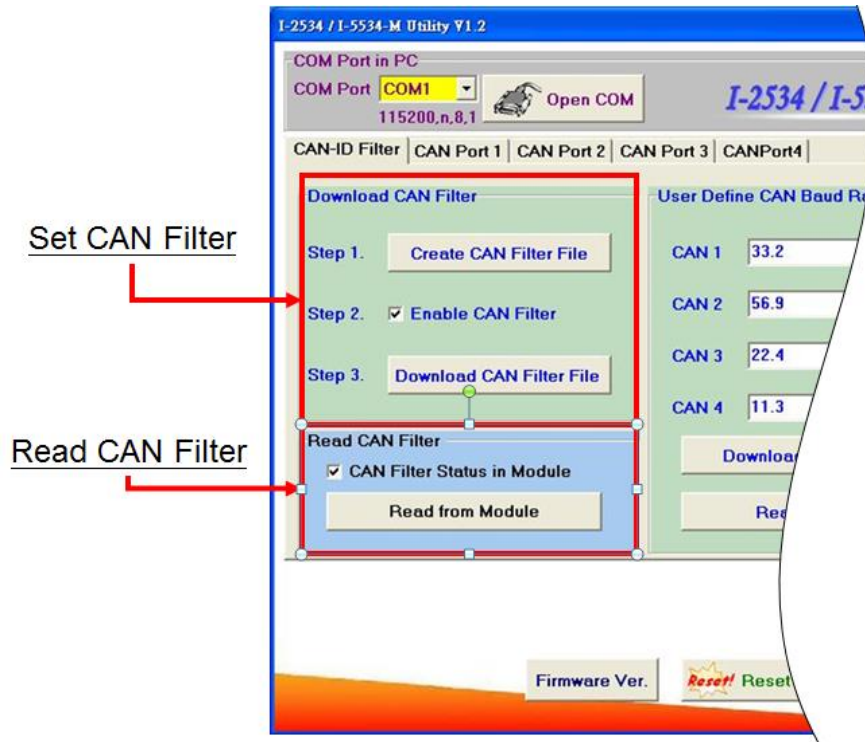 I-2534 / I-5534-M Utility V1.2
COM Port in PC
COM Port COM1 Open COM
115200,n,8,1
I-2534 / I-5
CAN-ID Filter CAN Port 1 CAN Port 2 CAN Port 3 CANPort4
Set CAN Filter
Download CAN Filter
Step 1. Create CAN Filter File
Step 2. Enable CAN Filter
Step 3. Download CAN Filter File
Read CAN Filter
Read CAN Filter
CAN Filter Status in Module
Read from Module
User Define CAN Baud
CAN 1 33.2
CAN 2 56.9
CAN 3 22.4
CAN 4 11.3
Firmware Ver. Reset! Reset